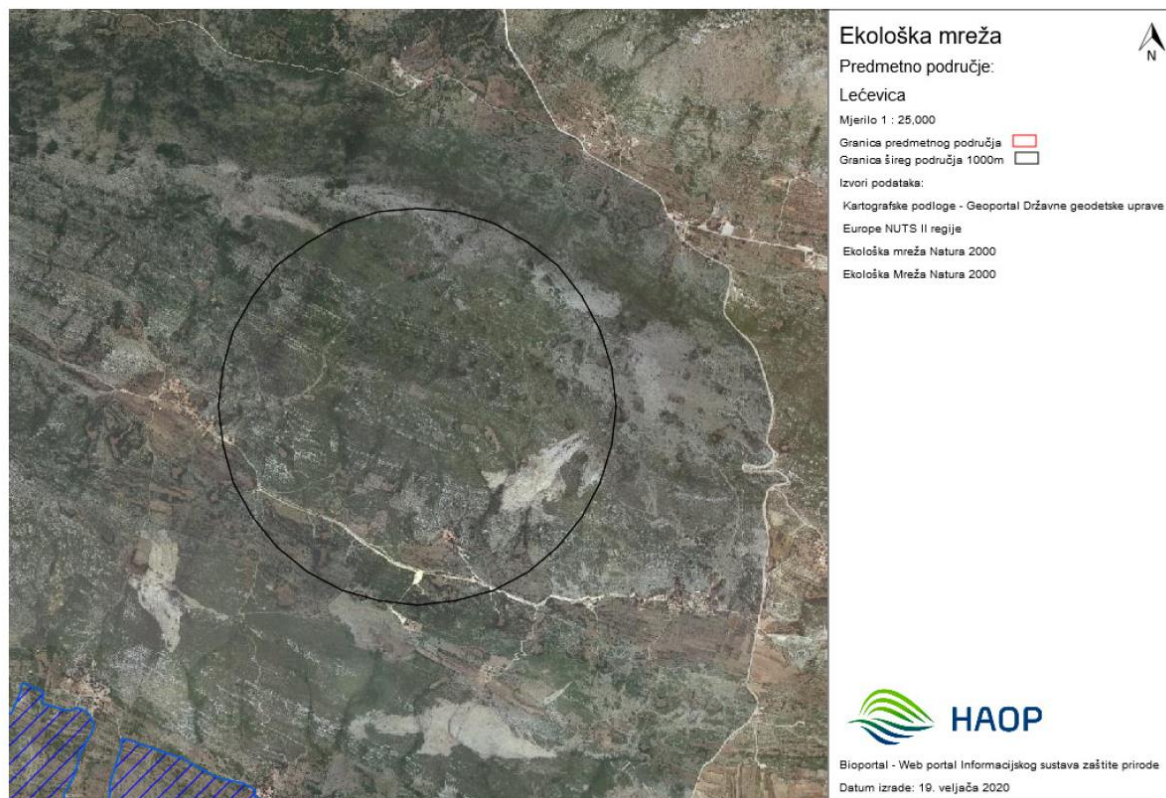 Ekološka mreža
N
Predmetno područje:
Lećevica
Mjerilo 1 : 25,000
Granica predmetnog područja
Granica šireg područja 1000m
Izvori podataka:
Kartografske podloge - Geoportal Državne geodetske uprave
Europe NUTS II regije
Ekološka mreža Natura 2000
Ekološka Mreža Natura 2000
HAOP
Bioportal - Web portal Informacijskog sustava zaštite prirode
Datum izrade: 19. veljača 2020